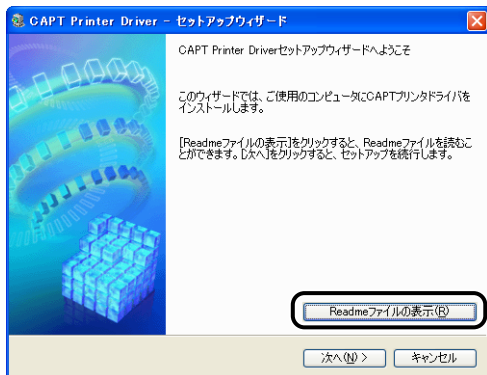 CAPT Printer Driver - セットアップウィザード
CAPT Printer Driverセットアップウィザードへようこそ
このウィザードでは、ご使用のコンピュータにCAPTプリンタドライバを
インストールします。
[Readmeファイルの表示]をクリックすると、Readmeファイルを読むこ
とができます。[次へ]をクリックすると、セットアップを続行します。
Readmeファイルの表示(R)
次へ(N) >
キャンセル